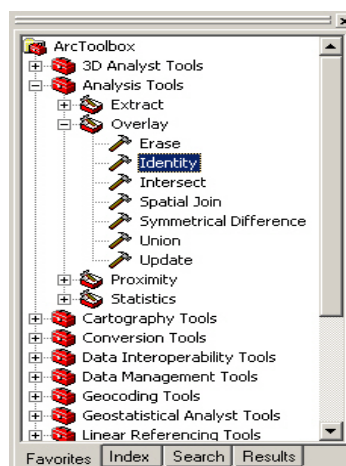 ArcToolbox
3D Analyst Tools
Analysis Tools
Extract
Overlay
Erase
Identity
Intersect
Spatial Join
Symmetrical Difference
Union
Update
Proximity
Statistics
Cartography Tools
Conversion Tools
Data Interoperability Tools
Data Management Tools
Geocoding Tools
Geostatistical Analyst Tools
Linear Referencing Tools
Favorites Index Search Results